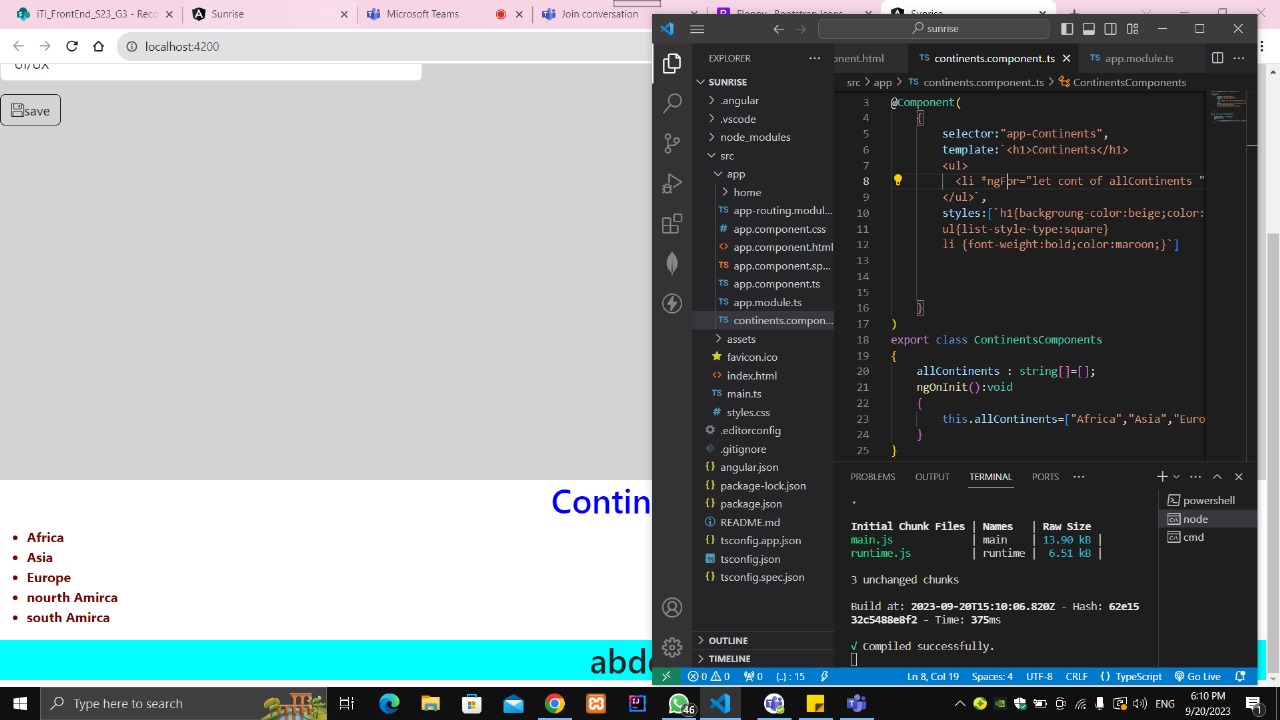 iTi_FrontEnd_S23_G1 - Reco
Sunrise
Microsoft Teams
Join conversation
localhost:4200
UI/UX
save
Contin
Africa
Asia
Europe
nourth Amirca
south Amirca
sunrise
EXPLORER
SUNRISE
.angular
.vscode
node_modules
src
app
home
app-routing.modul...
app.component.css
app.component.html
app.component.sp...
app.component.ts
app.module.ts
continents.compon...
assets
favicon.ico
index.html
main.ts
styles.css
.editorconfig
.gitignore
angular.json
package-lock.json
package.json
README.md
tsconfig.app.json
tsconfig.json
tsconfig.spec.json
OUTLINE
TIMELINE
onent.html
TS continents.component..ts
TS app.module.ts
src > app > TS continents.component..ts > ContinentsComponents
3 @Component(
4 {
5 selector:"app-Continents",
6 template:`<h1>Continents</h1>
7 <ul>
8 <li *ngFor="let cont of allContinents "
9 </ul>`,
10 styles:[`h1{backgroung-color:beige;color:
11 ul{list-style-type:square}
12 li {font-weight:bold;color:maroon;}`]
13
14
15
16 }
17 )
18 export class ContinentsComponents
19 {
20 allContinents : string[]=[];
21 ngOnInit():void
22 {
23 this.allContinents=["Africa","Asia","Euro
24 }
25 }
PROBLEMS OUTPUT TERMINAL PORTS
powershell
node
cmd
.
Initial Chunk Files | Names | Raw Size
main.js | main | 13.90 kB |
runtime.js | runtime | 6.51 kB |
3 unchanged chunks
Build at: 2023-09-20T15:10:06.820Z - Hash: 62e15
32c5488e8f2 - Time: 375ms
√ Compiled successfully.
0 0 0 {..} : 15 Ln 8, Col 19 Spaces: 4 UTF-8 CRLF {} TypeScript Go Live
Type here to search
46
ENG
6:10 PM
9/20/2023
1